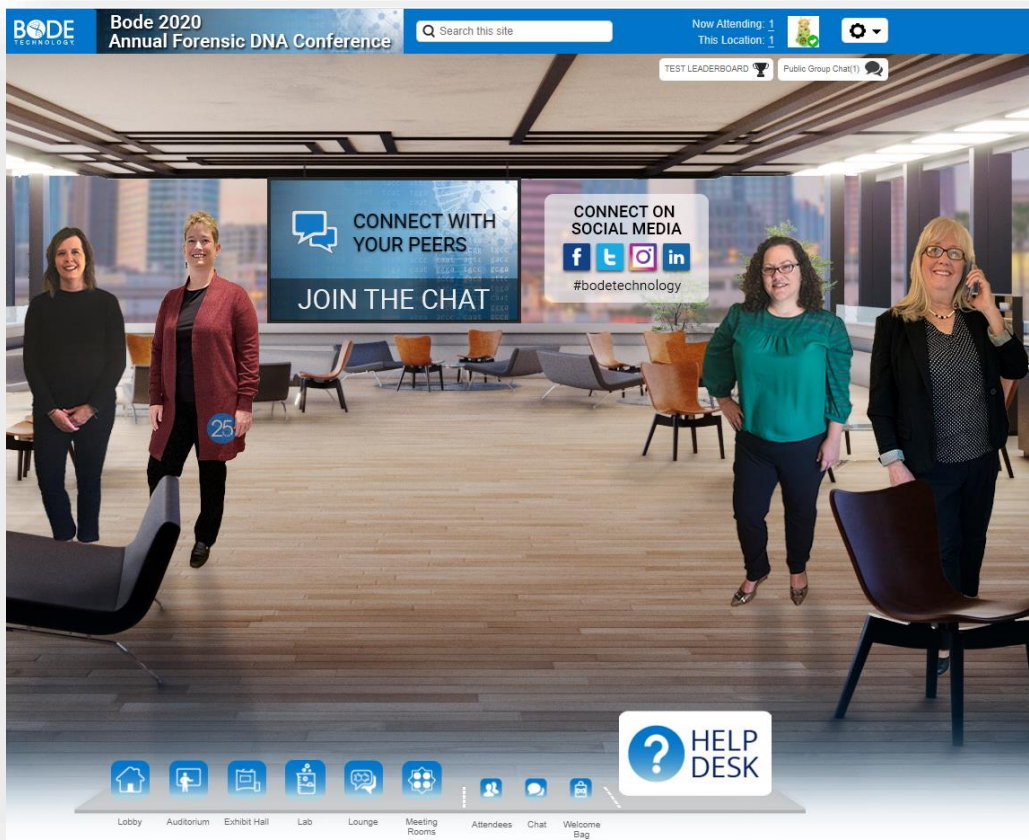 BODE
TECHNOLOGY
Bode 2020
Annual Forensic DNA Conference
Search this site
Now Attending: 1
This Location: 1
TEST LEADERBOARD
Public Group Chat(1)
CONNECT WITH
YOUR PEERS
JOIN THE CHAT
CONNECT ON
SOCIAL MEDIA
f
in
#bodetechnology
25
?
HELP
DESK
Lobby
Auditorium
Exhibit Hall
Lab
Lounge
Meeting
Rooms
Attendees
Chat
Welcome
Bag